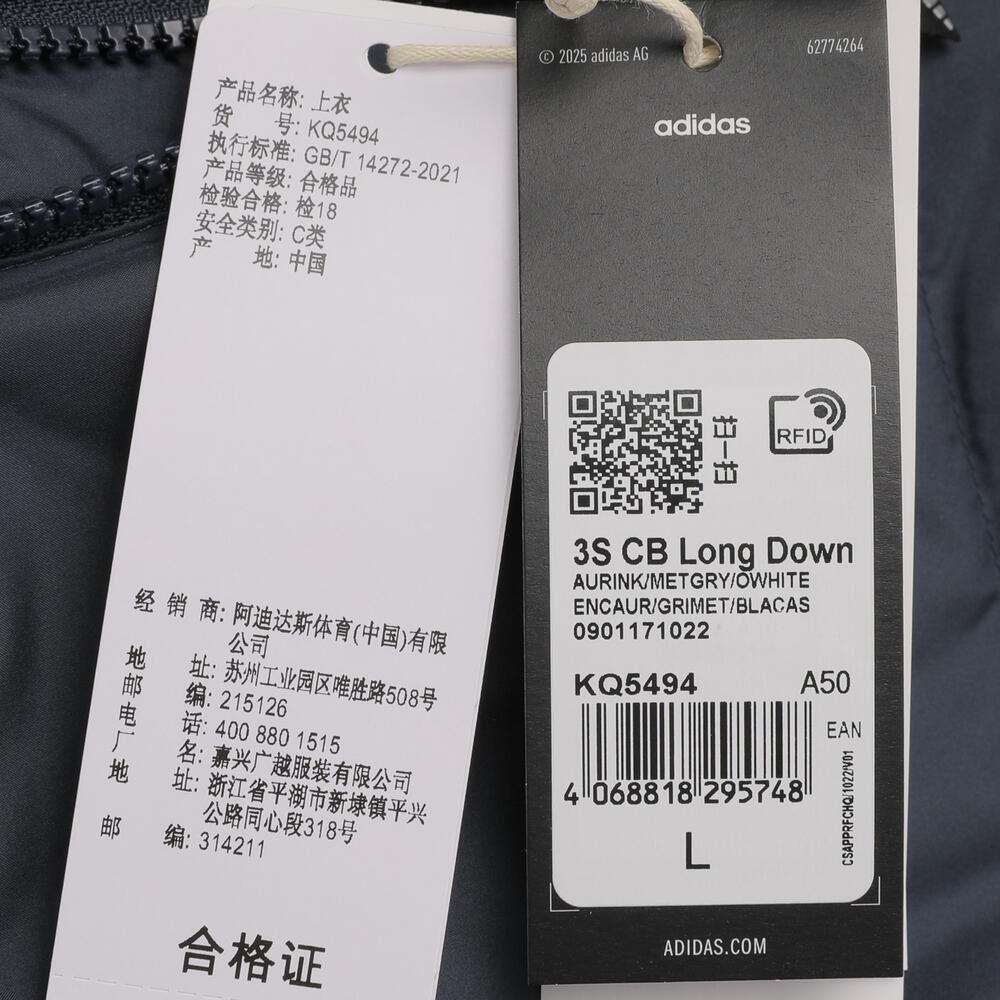 产品名称: 上衣
货 号: KQ5494
执行标准: GB/T 14272-2021
产品等级: 合格品
检验合格: 检18
安全类别: C类
产 地: 中国
经 销 商: 阿迪达斯体育(中国)有限
公司
地 址: 苏州工业园区唯胜路508号
邮 编: 215126
电 话: 400 880 1515
厂 名: 嘉兴广越服装有限公司
地 址: 浙江省平湖市新埭镇平兴
公路同心段318号
邮 编: 314211
合格证
© 2025 adidas AG
62774264
adidas
扫一扫
RFID
3S CB Long Down
AURINK/METGRY/OWHITE
ENCAUR/GRIMET/BLACAS
0901171022
KQ5494 A50
EAN
4 068818 295748
L
CSAPPRFCHQ/1022/V01
ADIDAS.COM